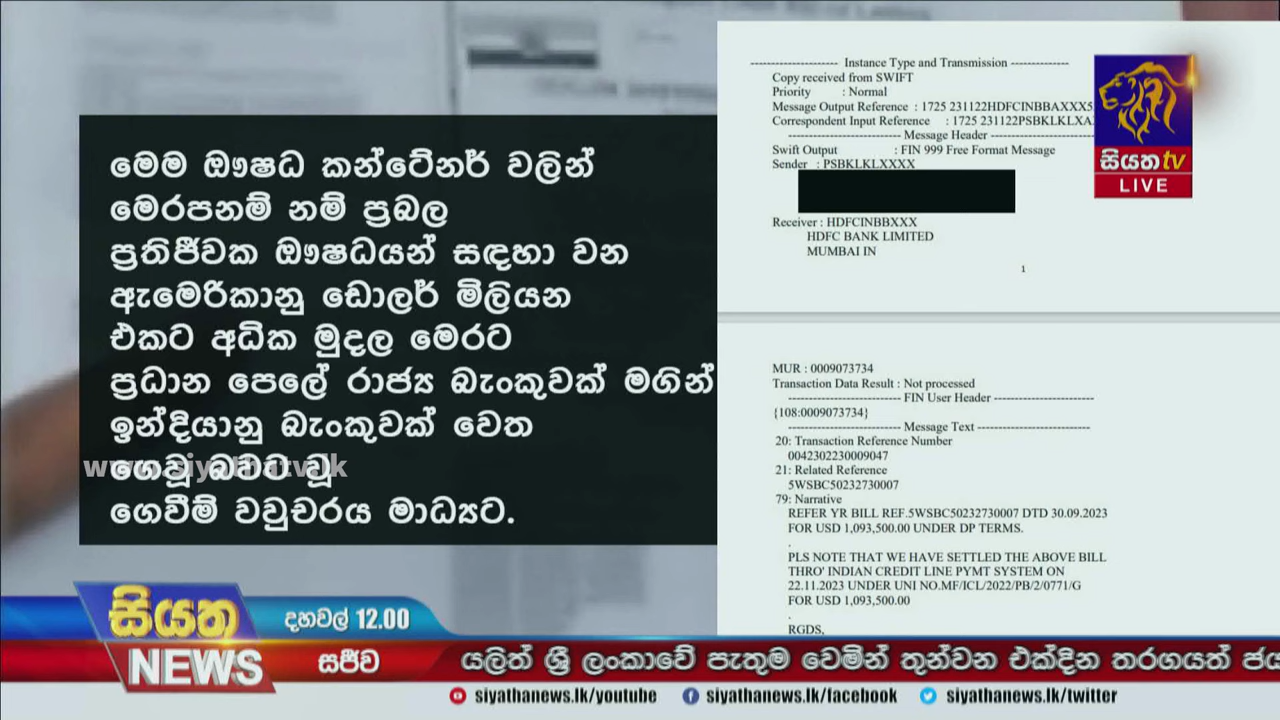 මෙම ඖෂධ කන්ටේනර් වලින්
මෙරපනම් නම් ප්‍රබල
ප්‍රතිජීවක ඖෂධයන් සඳහා වන
ඇමෙරිකානු ඩොලර් මිලියන
එකට අධික මුදල මෙරට
ප්‍රධාන පෙලේ රාජ්‍ය බැංකුවක් මගින්
ඉන්දියානු බැංකුවක් වෙත
ගෙවූ බවට වූ
ගෙවීම් වවුචරය මාධ්‍යට.
www.siyathatv.lk
-------------------- Instance Type and Transmission --------------
Copy received from SWIFT
Priority : Normal
Message Output Reference : 1725 231122HDFCINBBAXXX5
Correspondent Input Reference : 1725 231122PSBKLKLXA
--------------------------- Message Header ------------------------
Swift Output : FIN 999 Free Format Message
Sender : PSBKLKLXXXX
Receiver : HDFCINBBXXX
HDFC BANK LIMITED
MUMBAI IN
1
MUR : 0009073734
Transaction Data Result : Not processed
--------------------------- FIN User Header ------------------------
{108:0009073734}
--------------------------- Message Text ---------------------------
20: Transaction Reference Number
0042302230009047
21: Related Reference
5WSBC50232730007
79: Narrative
REFER YR BILL REF.5WSBC50232730007 DTD 30.09.2023
FOR USD 1,093,500.00 UNDER DP TERMS.
.
PLS NOTE THAT WE HAVE SETTLED THE ABOVE BILL
THRO' INDIAN CREDIT LINE PYMT SYSTEM ON
22.11.2023 UNDER UNI NO.MF/ICL/2022/PB/2/0771/G
FOR USD 1,093,500.00
.
RGDS,
සියත tv
LIVE
සියත
NEWS
දහවල් 12.00
සජීව
යලිත් ශ්‍රී ලංකාවේ පැතුම වෙමින් තුන්වන එක්දින තරගයත් ජය
siyathanews.lk/youtube
siyathanews.lk/facebook
siyathanews.lk/twitter